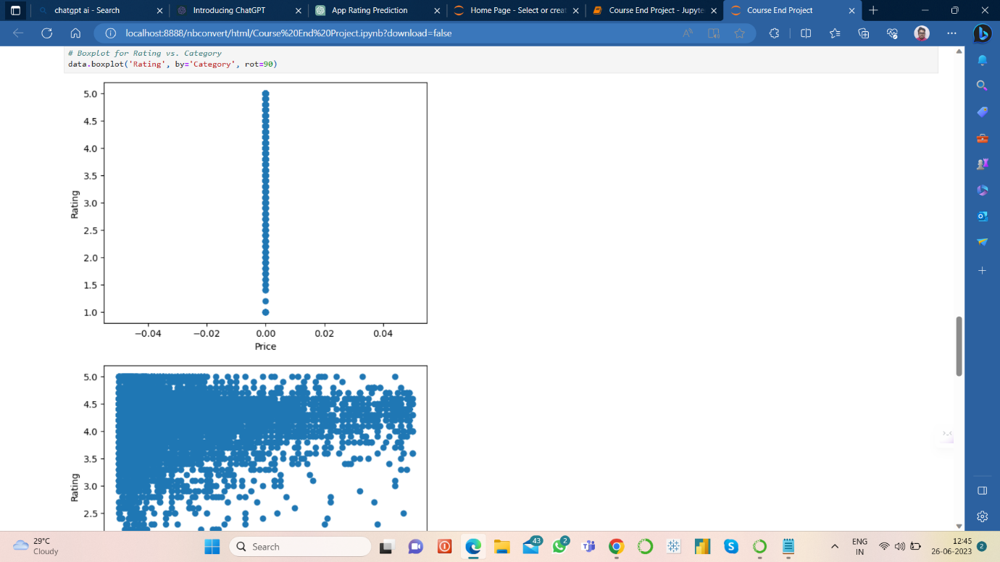 chatgpt ai - Search
Introducing ChatGPT
App Rating Prediction
Home Page - Select or creat
Course End Project - Jupyte
Course End Project
localhost:8888/nbconvert/html/Course%20End%20Project.ipynb?download=false
# Boxplot for Rating vs. Category
data.boxplot('Rating', by='Category', rot=90)
5.0
4.5
4.0
3.5
3.0
2.5
2.0
1.5
1.0
Rating
−0.04 −0.02 0.00 0.02 0.04
Price
5.0
4.5
4.0
3.5
3.0
2.5
Rating
29°C
Cloudy
Search
43
2
ENG
IN
12:45
26-06-2023
2